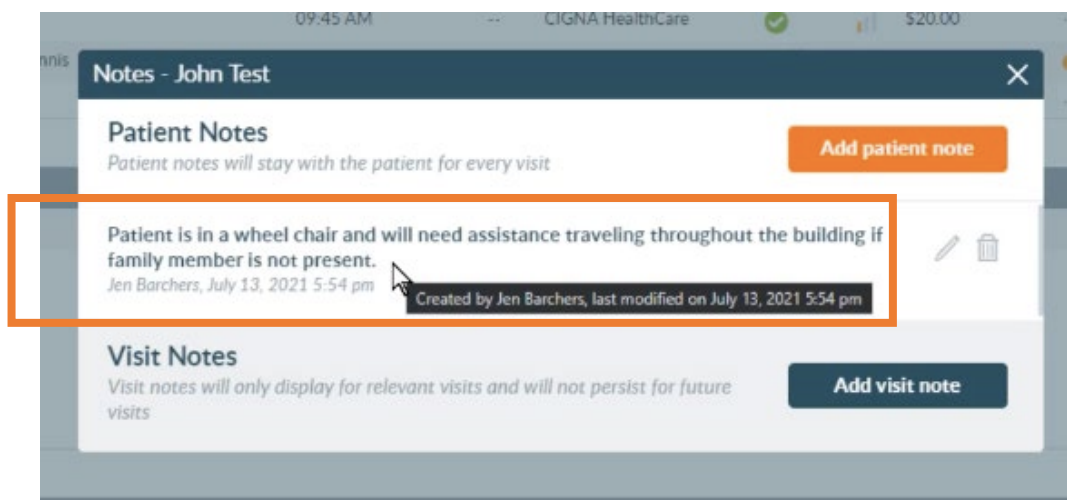 09:45 AM -- CIGNA HealthCare $20.00
nnis
Notes - John Test
Patient Notes
Patient notes will stay with the patient for every visit
Add patient note
Patient is in a wheel chair and will need assistance traveling throughout the building if
family member is not present.
Jen Barchers, July 13, 2021 5:54 pm
Created by Jen Barchers, last modified on July 13, 2021 5:54 pm
Visit Notes
Visit notes will only display for relevant visits and will not persist for future
visits
Add visit note